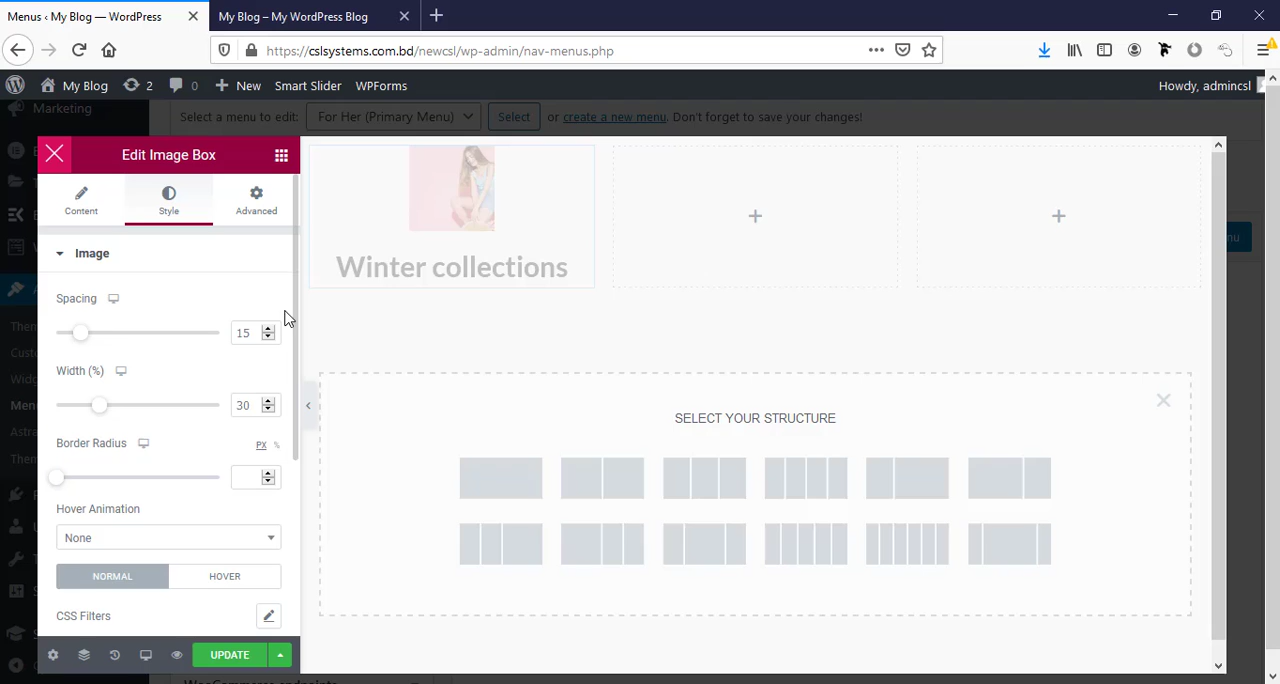 Menus ‹ My Blog — WordPress
My Blog – My WordPress Blog
https://cslsystems.com.bd/newcsl/wp-admin/nav-menus.php
My Blog 2 0 New Smart Slider WPForms Howdy, admincsl
Marketing
Select a menu to edit: For Her (Primary Menu) Select or create a new menu. Don't forget to save your changes!
Edit Image Box
Content Style Advanced
Image
Winter collections
Spacing
15
Width (%)
30
Border Radius PX %
SELECT YOUR STRUCTURE
Hover Animation
None
NORMAL HOVER
CSS Filters
UPDATE